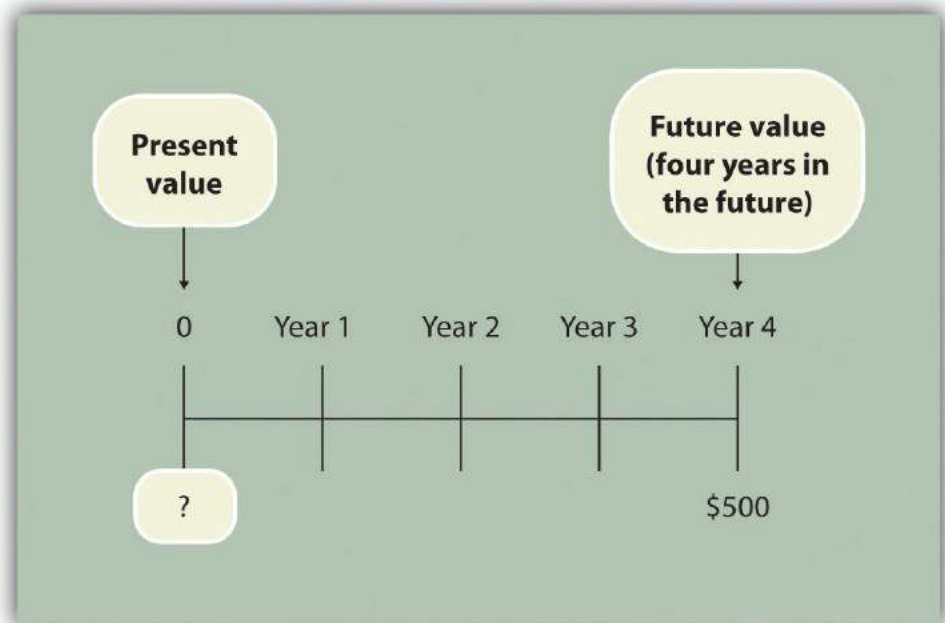 Present
value
Future value
(four years in
the future)
0 Year 1 Year 2 Year 3 Year 4
? $500